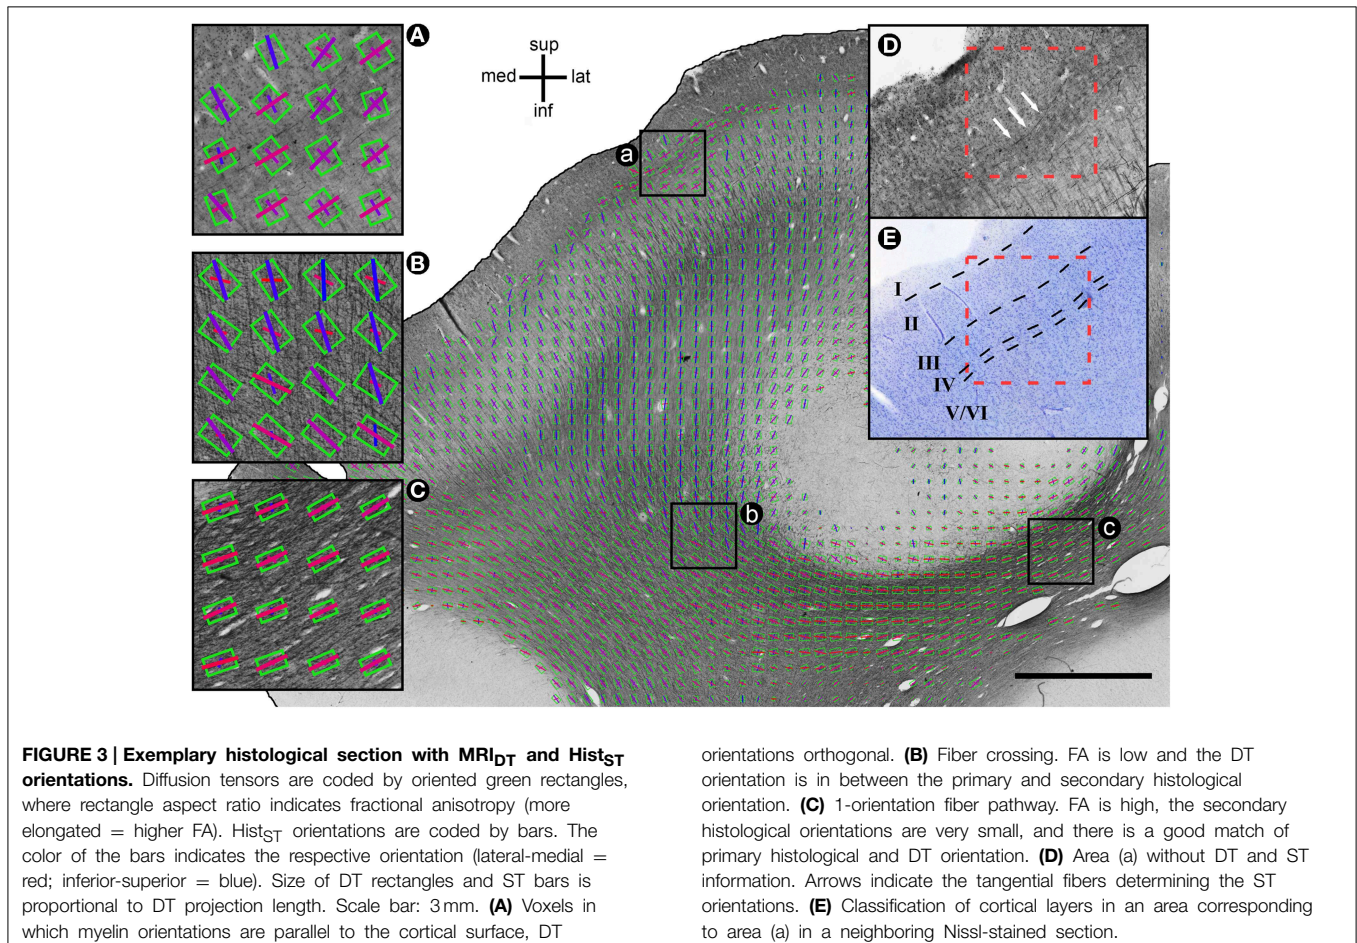 A
sup
med
lat
inf
a
D
B
E
I
II
III
IV
V/VI
C
b
c
FIGURE 3 | Exemplary histological section with MRI_DT and Hist_ST
orientations. Diffusion tensors are coded by oriented green rectangles,
where rectangle aspect ratio indicates fractional anisotropy (more
elongated = higher FA). Hist_ST orientations are coded by bars. The
color of the bars indicates the respective orientation (lateral-medial =
red; inferior-superior = blue). Size of DT rectangles and ST bars is
proportional to DT projection length. Scale bar: 3 mm. (A) Voxels in
which myelin orientations are parallel to the cortical surface, DT
orientations orthogonal. (B) Fiber crossing. FA is low and the DT
orientation is in between the primary and secondary histological
orientation. (C) 1-orientation fiber pathway. FA is high, the secondary
histological orientations are very small, and there is a good match of
primary histological and DT orientation. (D) Area (a) without DT and ST
information. Arrows indicate the tangential fibers determining the ST
orientations. (E) Classification of cortical layers in an area corresponding
to area (a) in a neighboring Nissl-stained section.